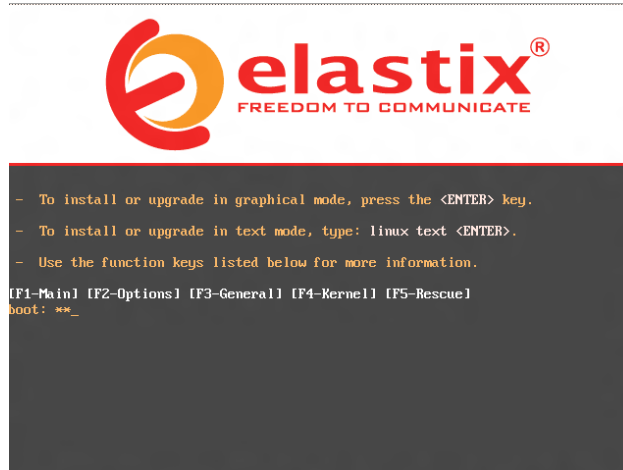 elastix®
FREEDOM TO COMMUNICATE
- To install or upgrade in graphical mode, press the <ENTER> key.
- To install or upgrade in text mode, type: linux text <ENTER>.
- Use the function keys listed below for more information.
[F1-Main] [F2-Options] [F3-General] [F4-Kernel] [F5-Rescue]
boot: **_